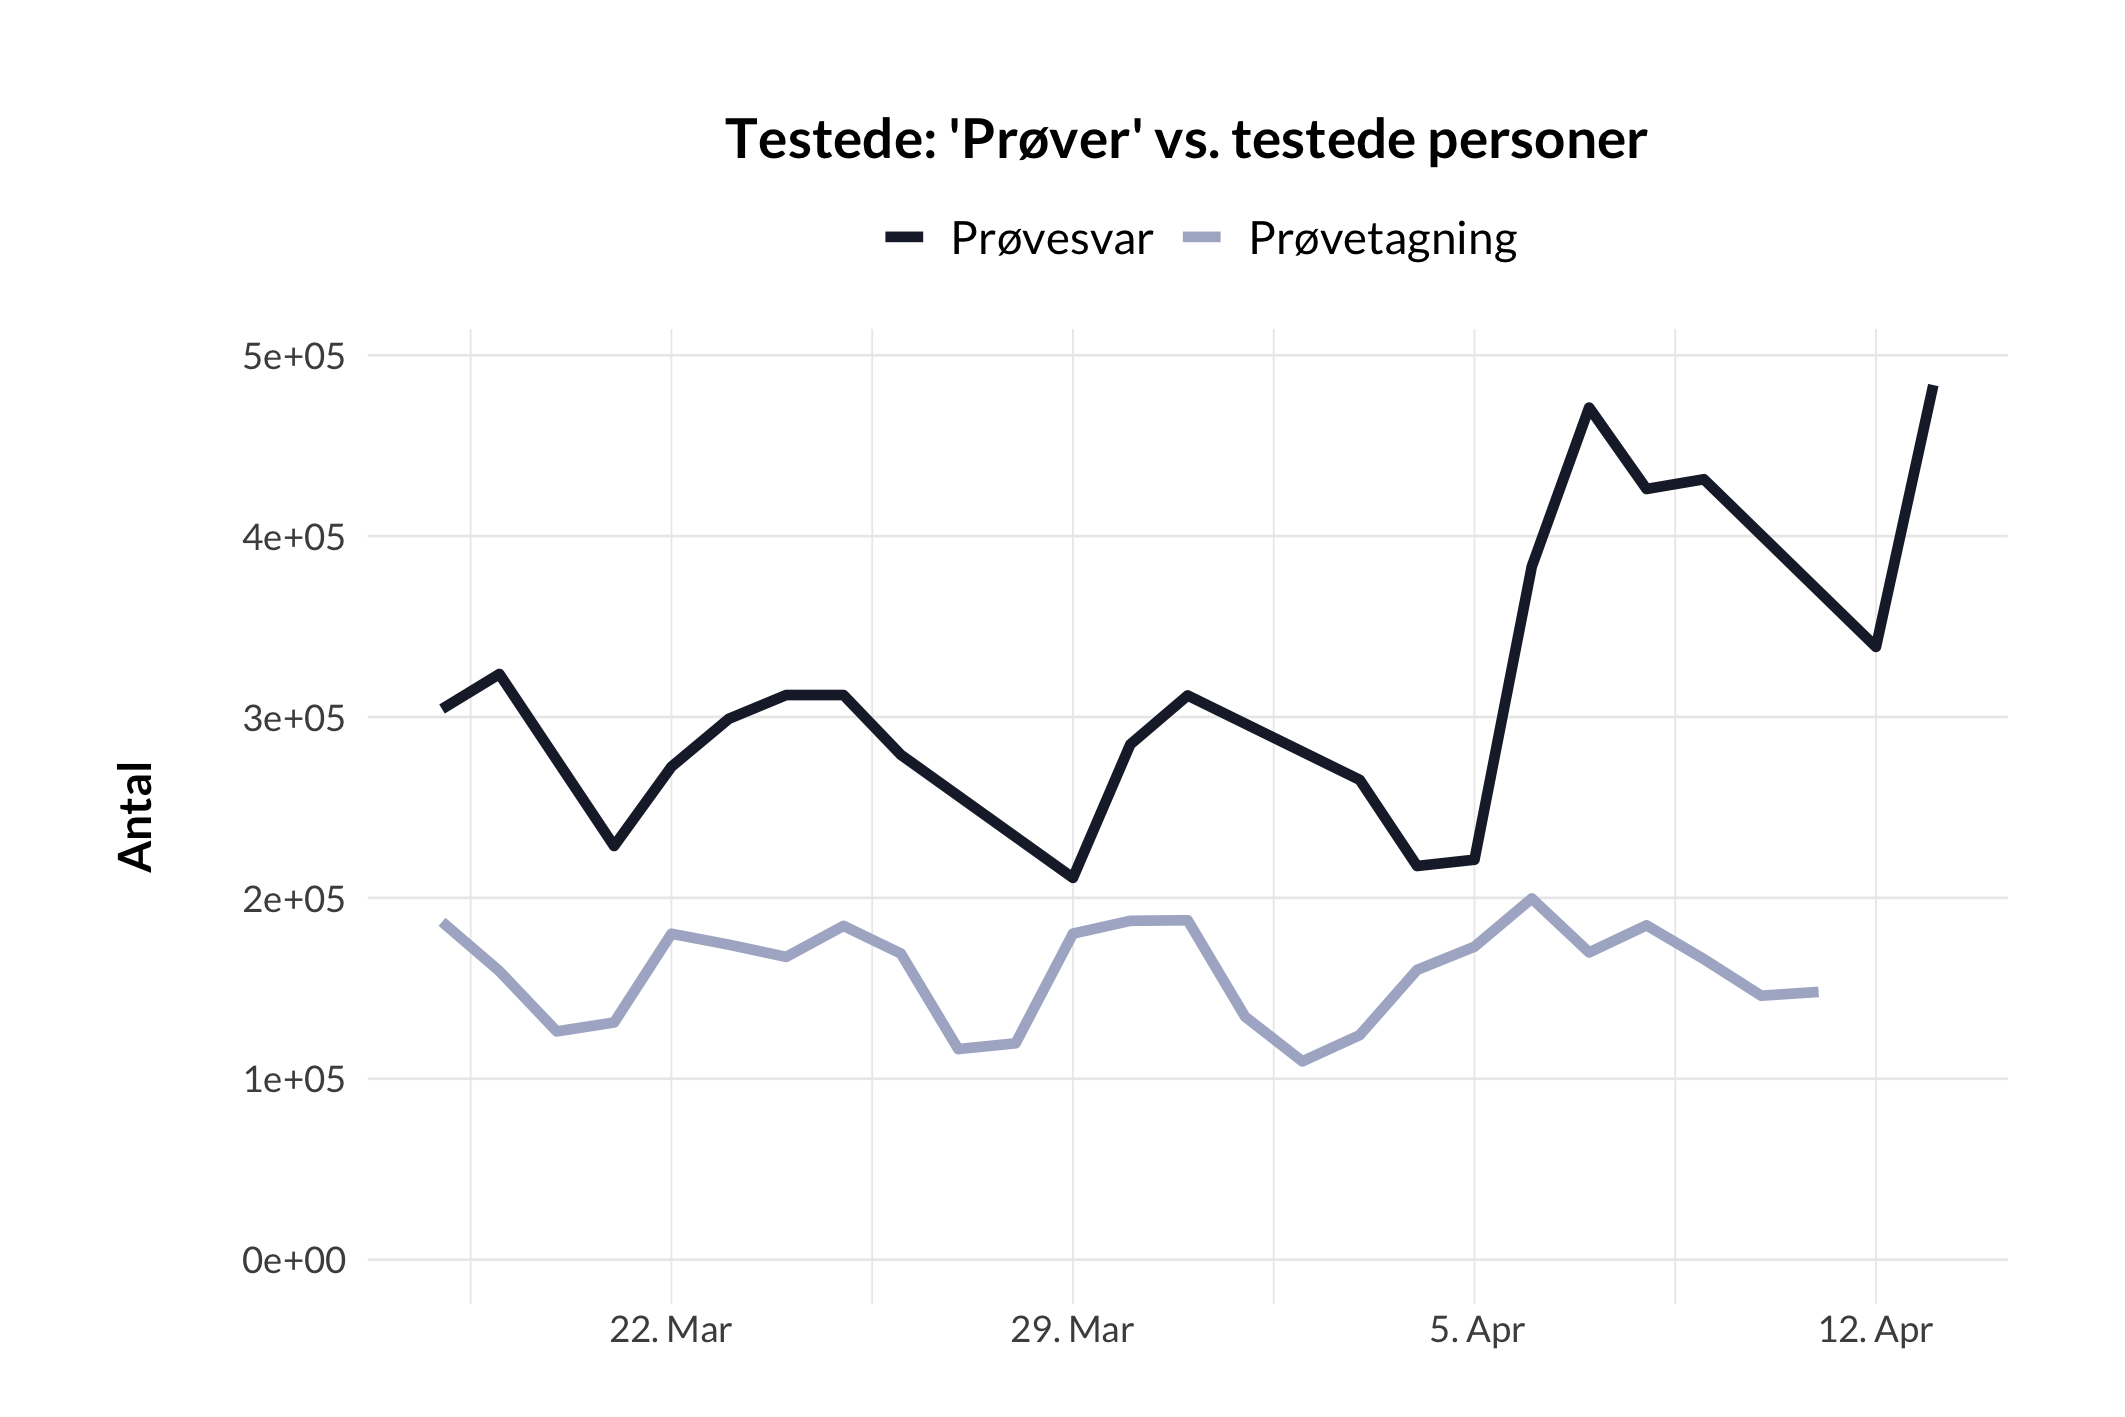 Testede: 'Prøver' vs. testede personer
Prøvesvar Prøvetagning
5e+05
4e+05
3e+05
2e+05
1e+05
0e+00
Antal
22. Mar 29. Mar 5. Apr 12. Apr